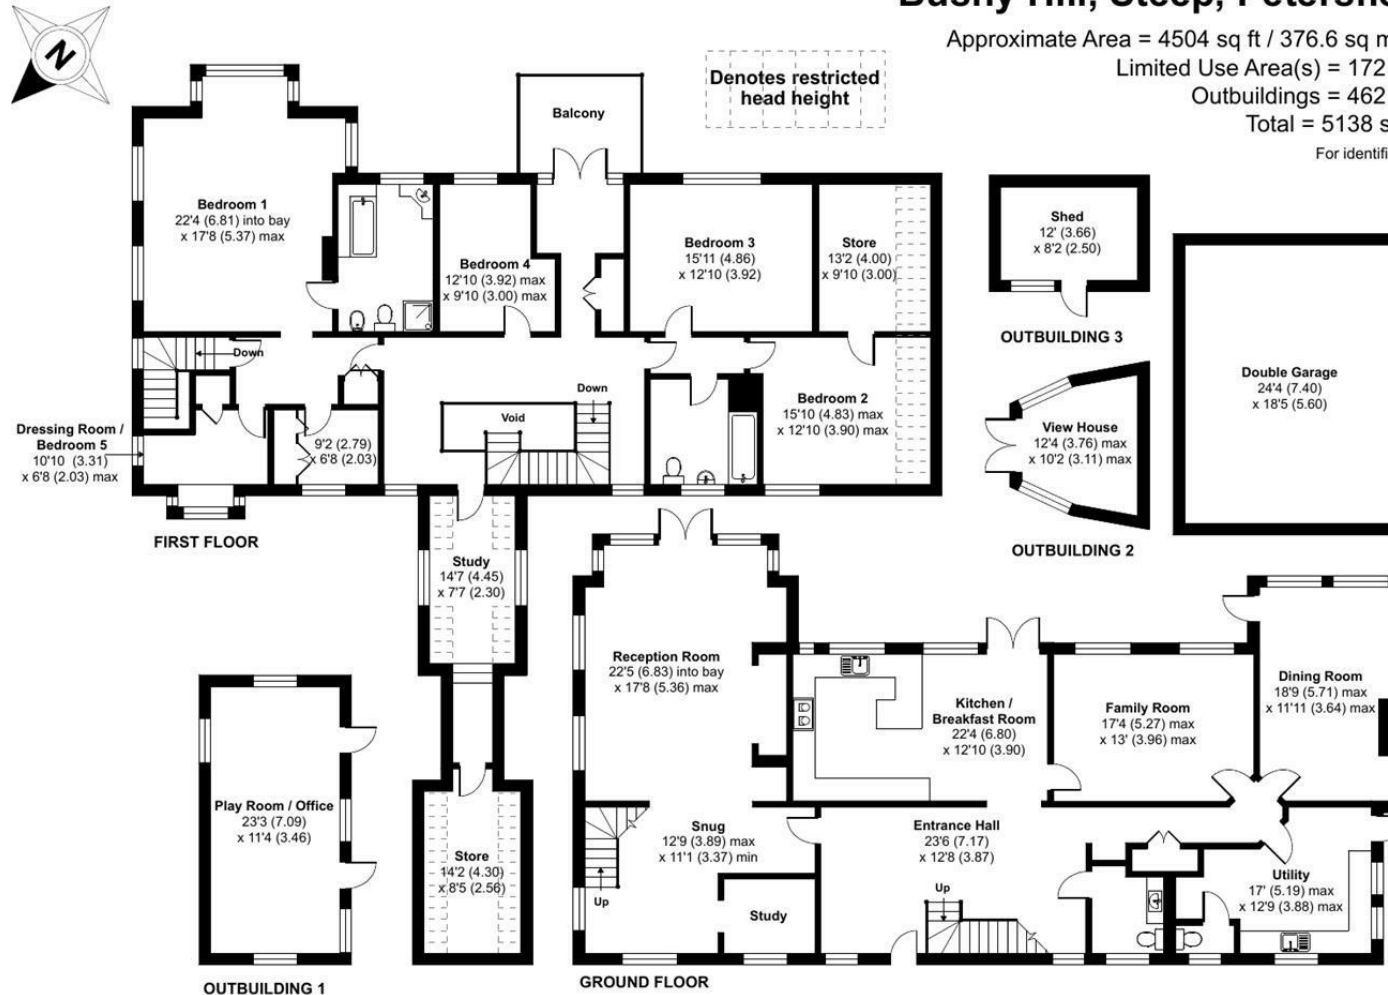 Bushy Hill, Steep, Petersfie
Approximate Area = 4504 sq ft / 376.6 sq m
Limited Use Area(s) = 172
Outbuildings = 462
Total = 5138 s
For identifi
N
Denotes restricted
head height
Balcony
Bedroom 1
22'4 (6.81) into bay
x 17'8 (5.37) max
Bedroom 4
12'10 (3.92) max
x 9'10 (3.00) max
Bedroom 3
15'11 (4.86)
x 12'10 (3.92)
Store
13'2 (4.00)
x 9'10 (3.00)
Down
Dressing Room /
Bedroom 5
10'10 (3.31)
x 6'8 (2.03) max
9'2 (2.79)
x 6'8 (2.03)
Void
Down
Bedroom 2
15'10 (4.83) max
x 12'10 (3.90) max
FIRST FLOOR
Study
14'7 (4.45)
x 7'7 (2.30)
Store
14'2 (4.30)
x 8'5 (2.56)
Shed
12' (3.66)
x 8'2 (2.50)
OUTBUILDING 3
View House
12'4 (3.76) max
x 10'2 (3.11) max
OUTBUILDING 2
Double Garage
24'4 (7.40)
x 18'5 (5.60)
Play Room / Office
23'3 (7.09)
x 11'4 (3.46)
OUTBUILDING 1
Reception Room
22'5 (6.83) into bay
x 17'8 (5.36) max
Kitchen /
Breakfast Room
22'4 (6.80)
x 12'10 (3.90)
Family Room
17'4 (5.27) max
x 13' (3.96) max
Dining Room
18'9 (5.71) max
x 11'11 (3.64) max
Snug
12'9 (3.89) max
x 11'1 (3.37) min
Up
Study
Entrance Hall
23'6 (7.17)
x 12'8 (3.87)
Up
Utility
17' (5.19) max
x 12'9 (3.88) max
GROUND FLOOR